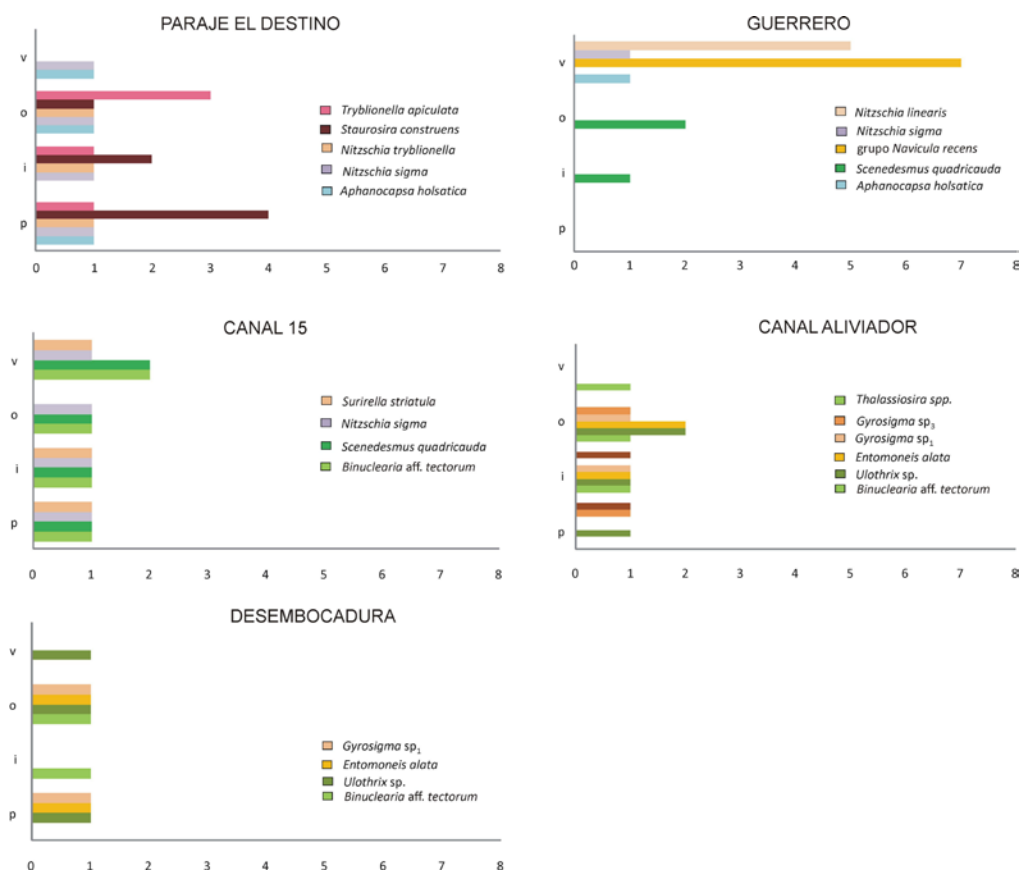 PARAJE EL DESTINO
v
o
i
p
Tryblionella apiculata
Staurosira construens
Nitzschia tryblionella
Nitzschia sigma
Aphanocapsa holsatica
0 1 2 3 4 5 6 7 8
GUERRERO
v
o
i
p
Nitzschia linearis
Nitzschia sigma
grupo Navicula recens
Scenedesmus quadricauda
Aphanocapsa holsatica
0 1 2 3 4 5 6 7 8
CANAL 15
v
o
i
p
Surirella striatula
Nitzschia sigma
Scenedesmus quadricauda
Binuclearia aff. tectorum
0 1 2 3 4 5 6 7 8
CANAL ALIVIADOR
v
o
i
p
Thalassiosira spp.
Gyrosigma sp₃
Gyrosigma sp₁
Entomoneis alata
Ulothrix sp.
Binuclearia aff. tectorum
0 1 2 3 4 5 6 7 8
DESEMBOCADURA
v
o
i
p
Gyrosigma sp₁
Entomoneis alata
Ulothrix sp.
Binuclearia aff. tectorum
0 1 2 3 4 5 6 7 8